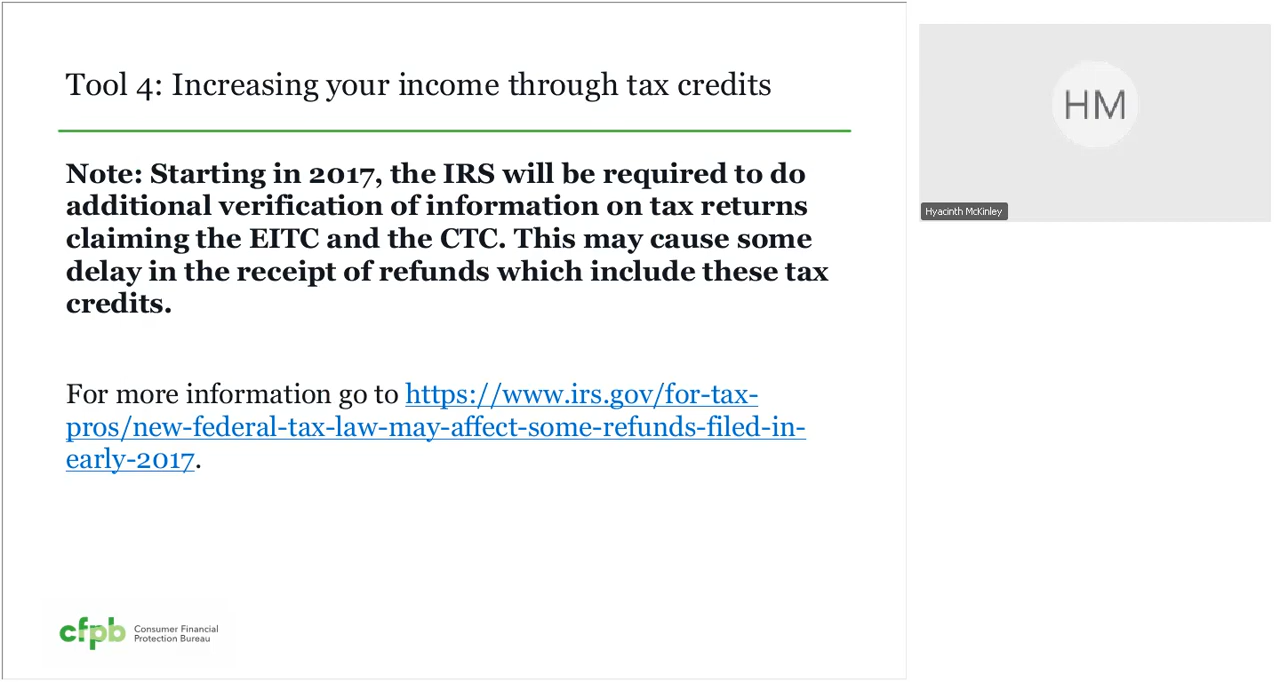 Tool 4: Increasing your income through tax credits
Note: Starting in 2017, the IRS will be required to do
additional verification of information on tax returns
claiming the EITC and the CTC. This may cause some
delay in the receipt of refunds which include these tax
credits.
For more information go to https://www.irs.gov/for-tax-
pros/new-federal-tax-law-may-affect-some-refunds-filed-in-
early-2017.
cfpb Consumer Financial
Protection Bureau
HM
Hyacinth McKinley